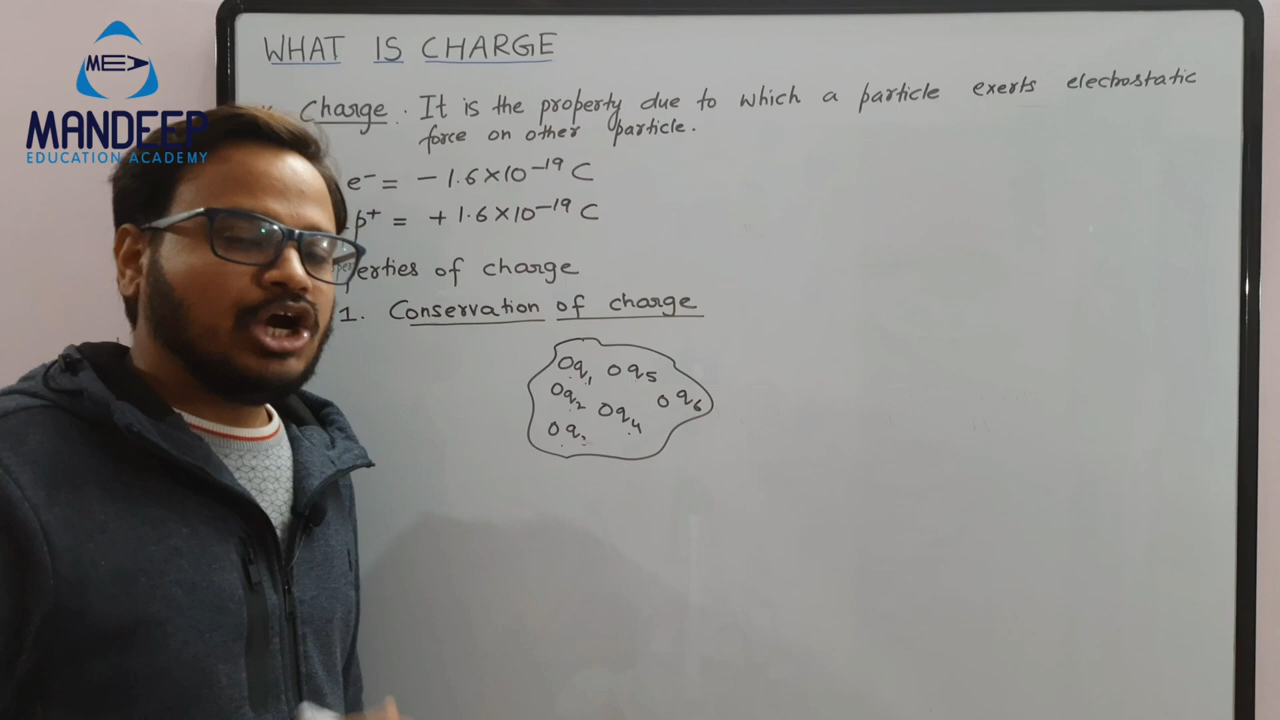 MEA
MANDEEP
EDUCATION ACADEMY
WHAT IS CHARGE
Charge : It is the property due to which a particle exerts electrostatic
force on other particle.
e⁻ = − 1.6×10⁻¹⁹ C
p⁺ = + 1.6×10⁻¹⁹ C
perties of charge
1. Conservation of charge
q₁ q₅
q₂ q₄ q₆
q